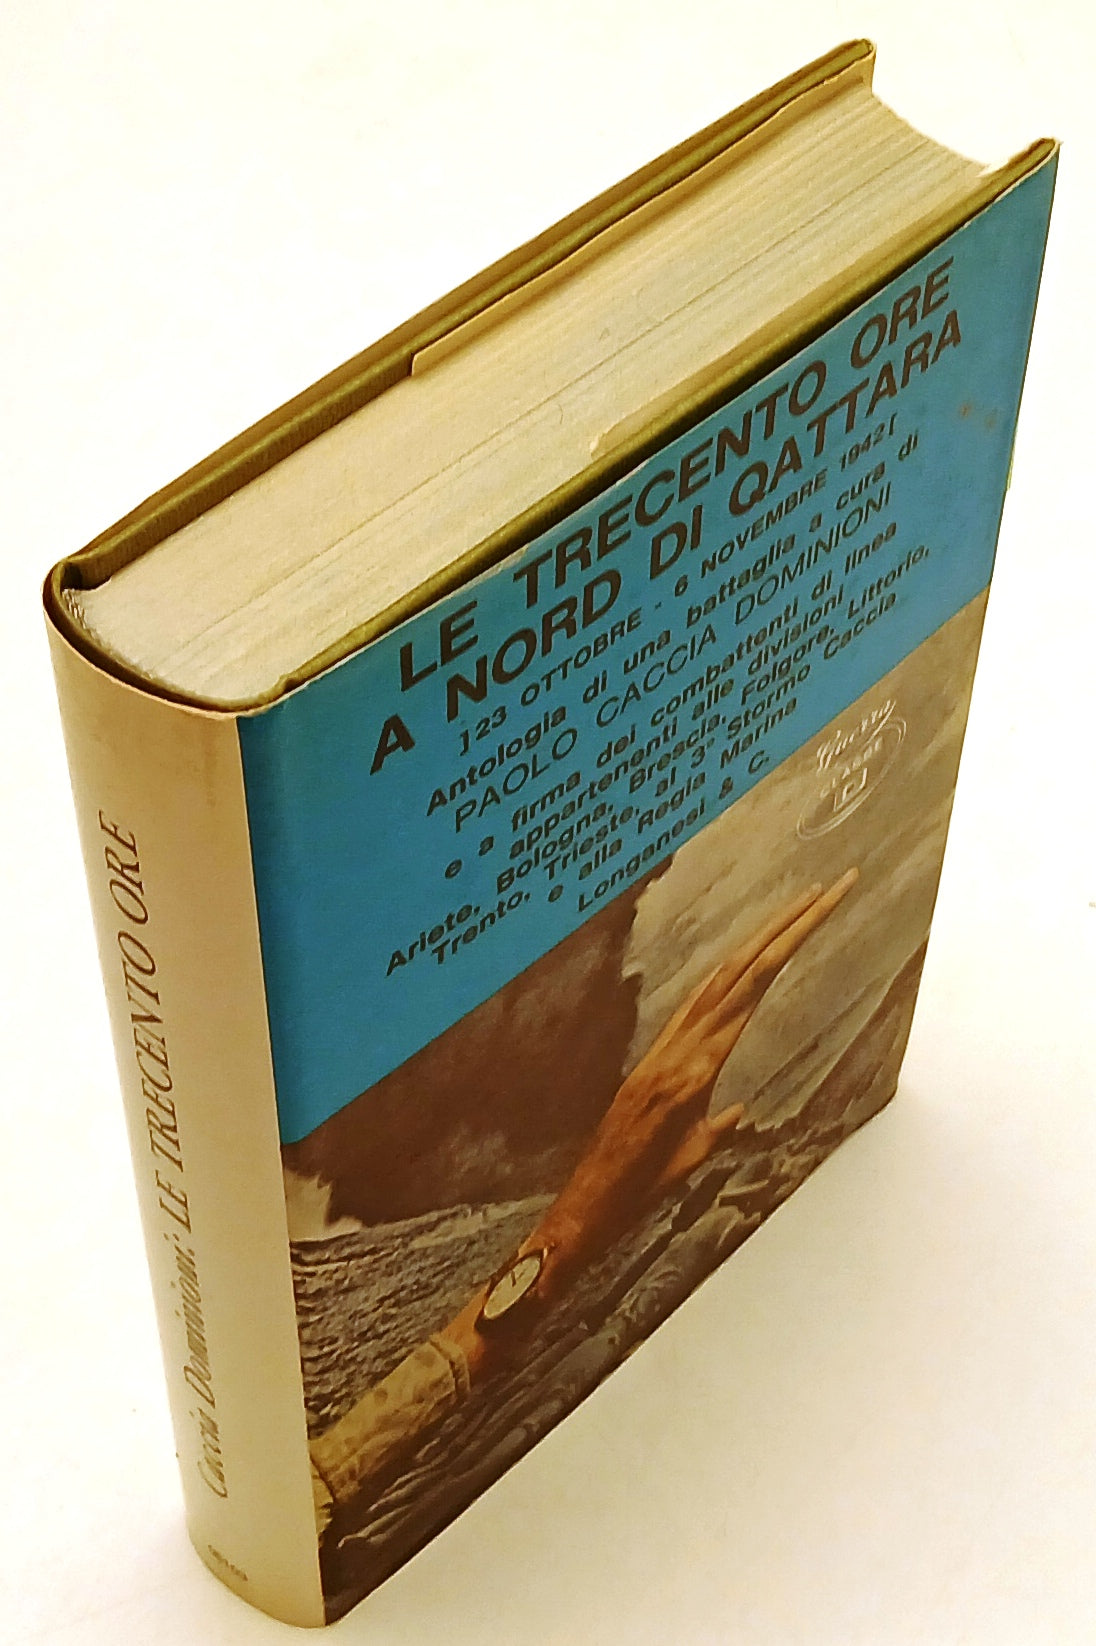 LE TRECENTO ORE
A NORD DI QATTARA
]23 OTTOBRE - 6 NOVEMBRE 1942[
Antologia di una battaglia a cura di
PAOLO CACCIA DOMINIONI
e a firma dei combattenti di linea
appartenenti alle divisioni
Ariete, Bologna, Brescia, Folgore, Littorio,
Trento, Trieste, al 3° Stormo Caccia
e alla Regia Marina
Longanesi & C.
Guerra
CLASSE
Caccia Dominioni: LE TRECENTO ORE